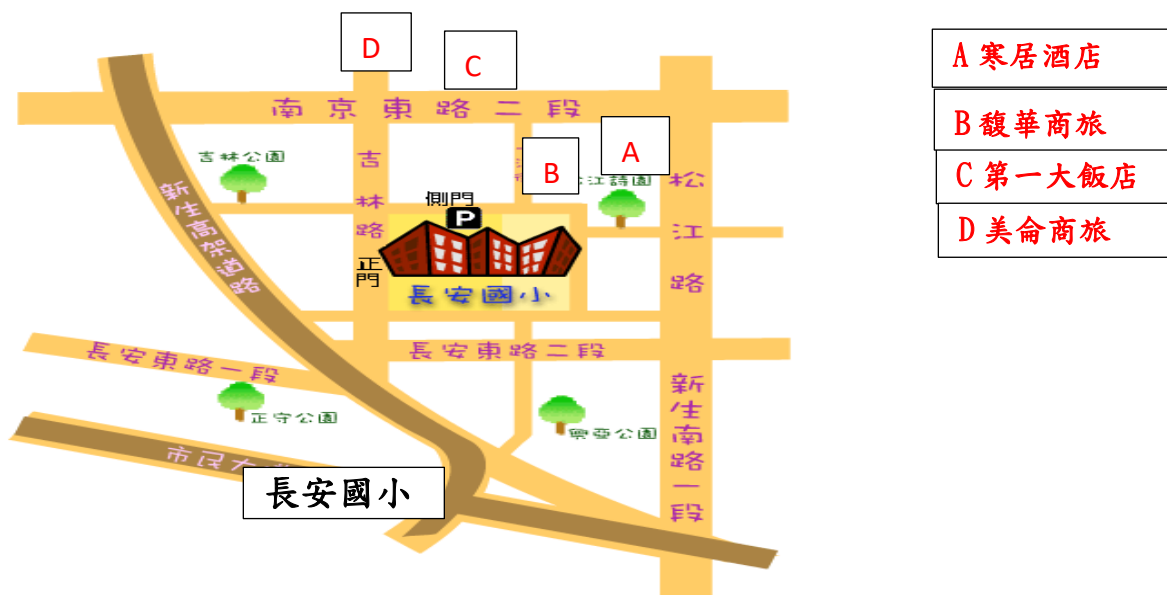 D
C
南京東路二段
A
B
吉林公園
吉林路
江詩園
松江路
側門
P
正門
長安國小
新生高架道路
長安東路一段
長安東路二段
正守公園
興亞公園
新生南路一段
市民大
長安國小
A 寒居酒店
B 馥華商旅
C 第一大飯店
D 美侖商旅